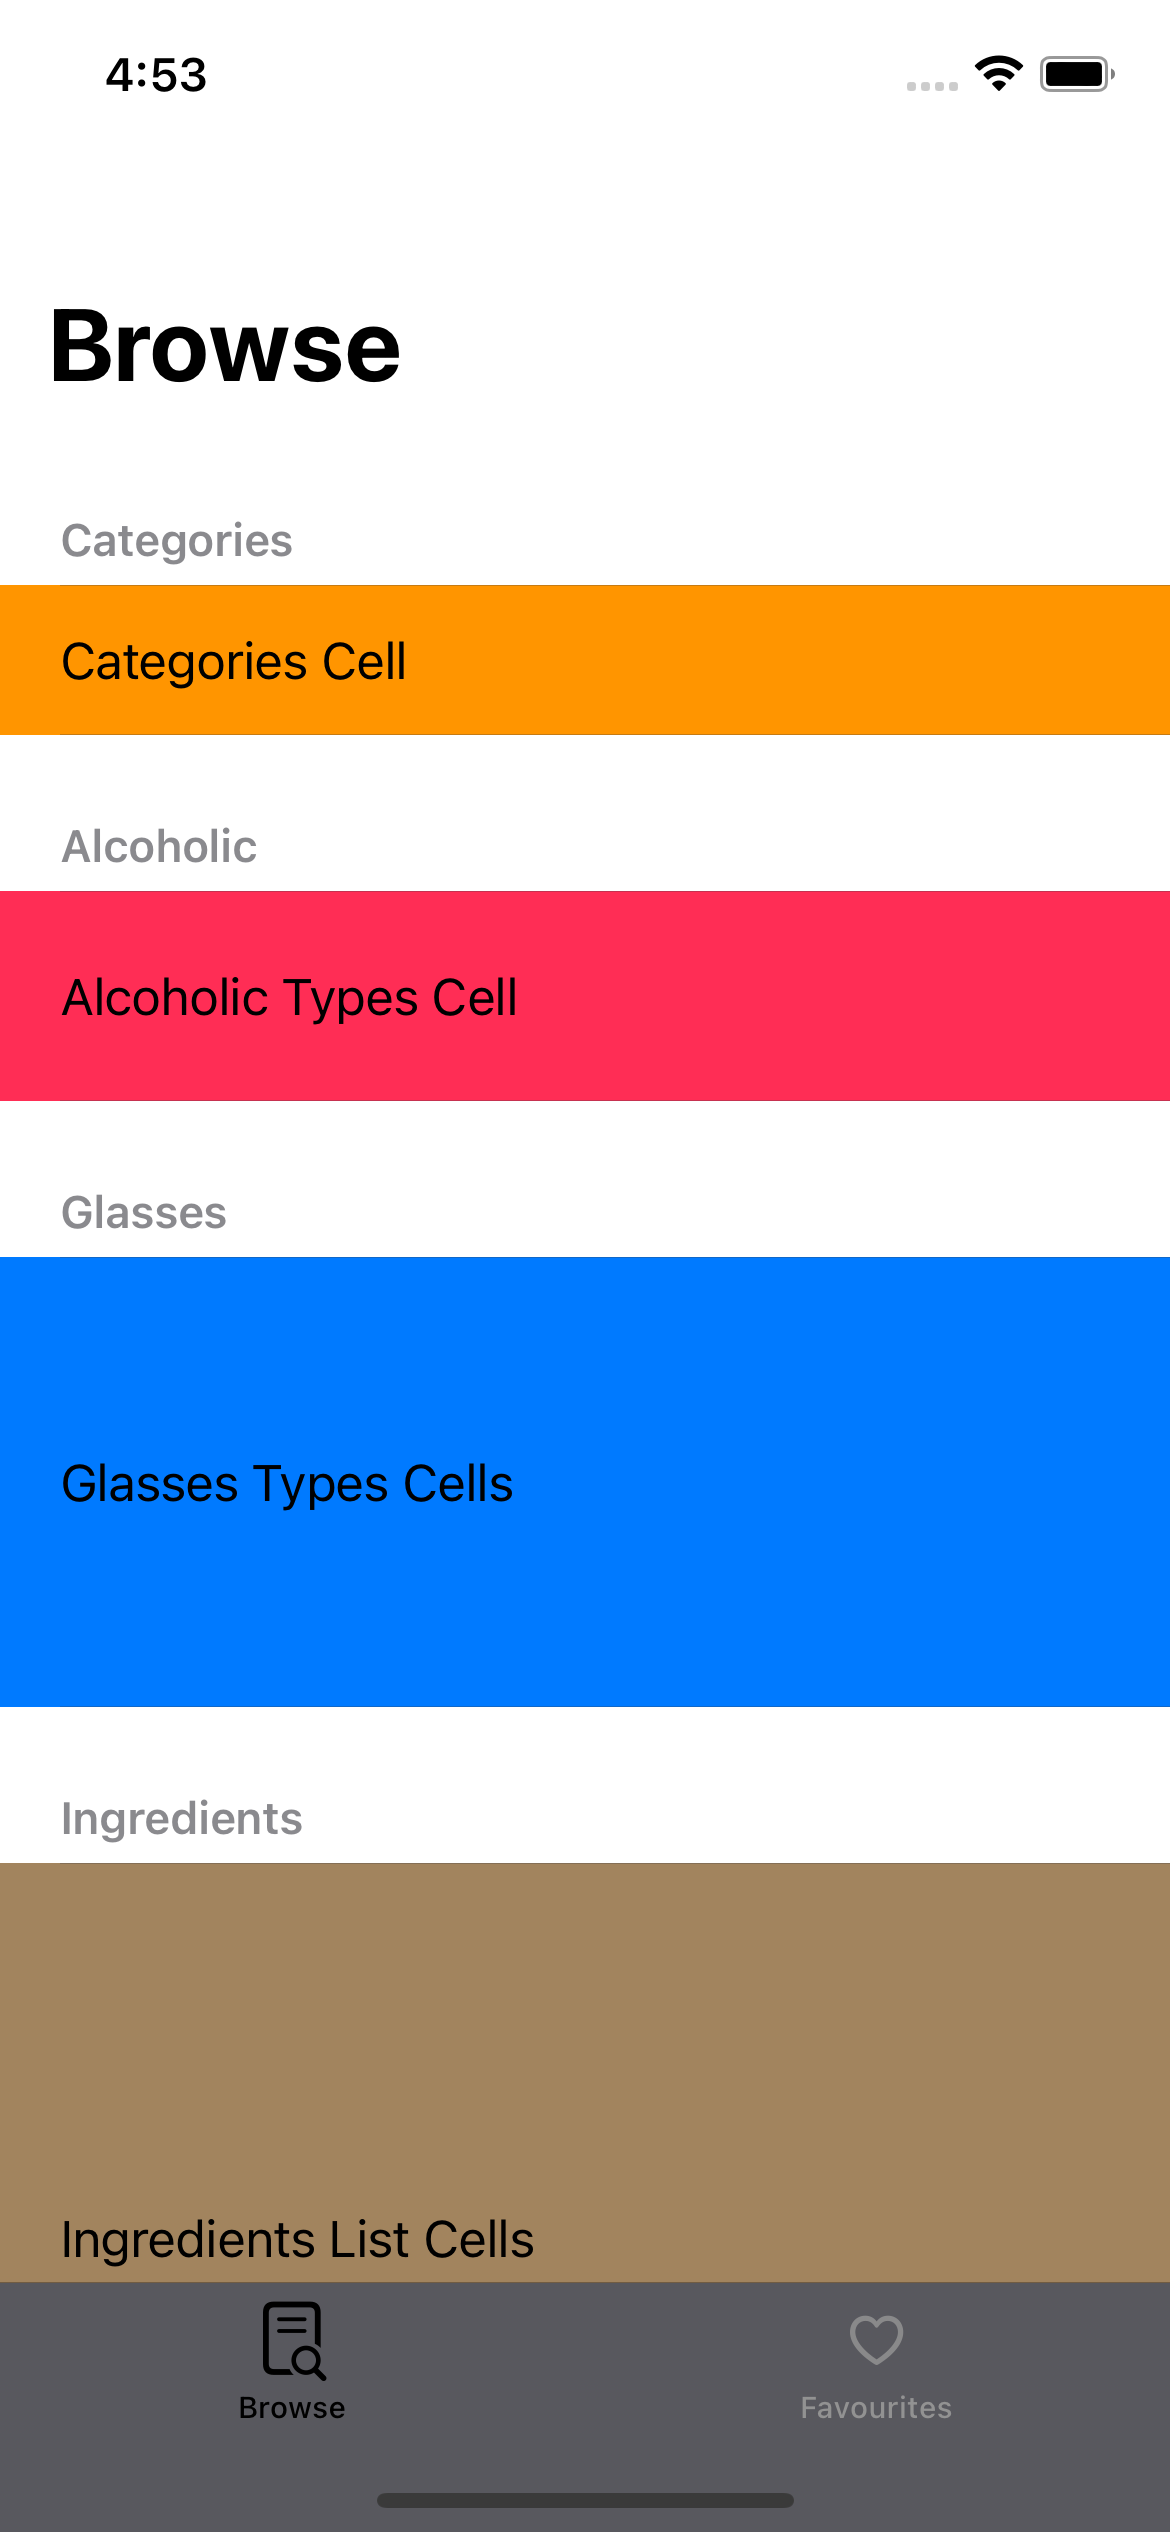 4:53
Browse
Categories
Categories Cell
Alcoholic
Alcoholic Types Cell
Glasses
Glasses Types Cells
Ingredients
Ingredients List Cells
Browse
Favourites